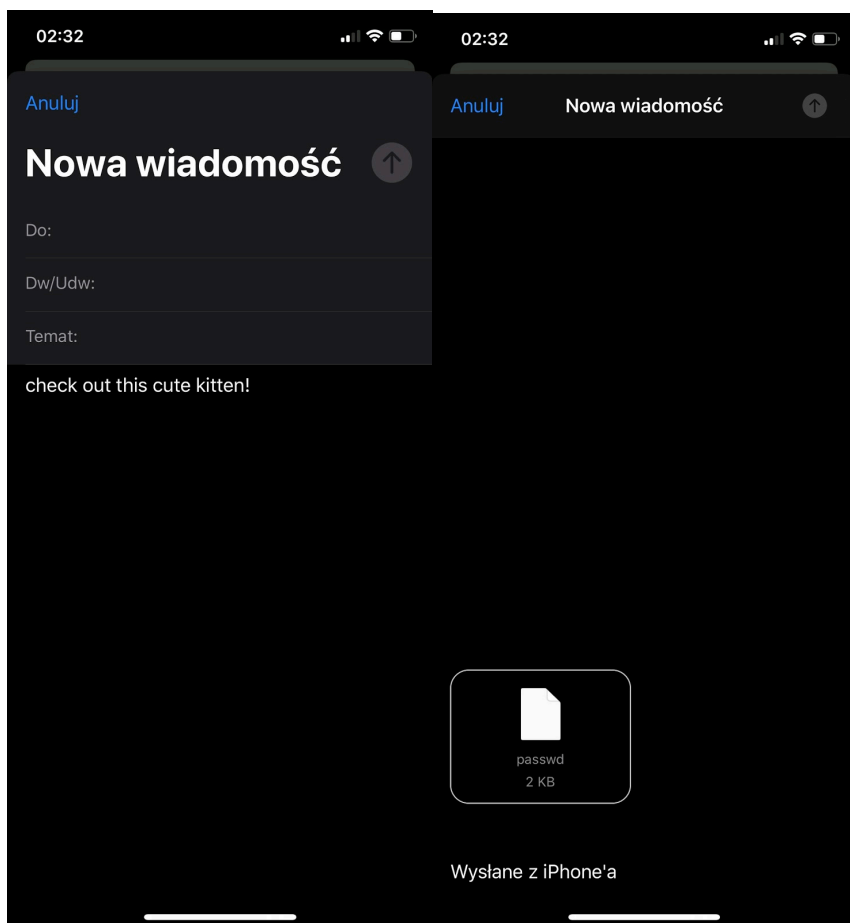 02:32
Anuluj
Nowa wiadomość
Do:
Dw/Udw:
Temat:
check out this cute kitten!
02:32
Anuluj
Nowa wiadomość
passwd
2 KB
Wysłane z iPhone'a